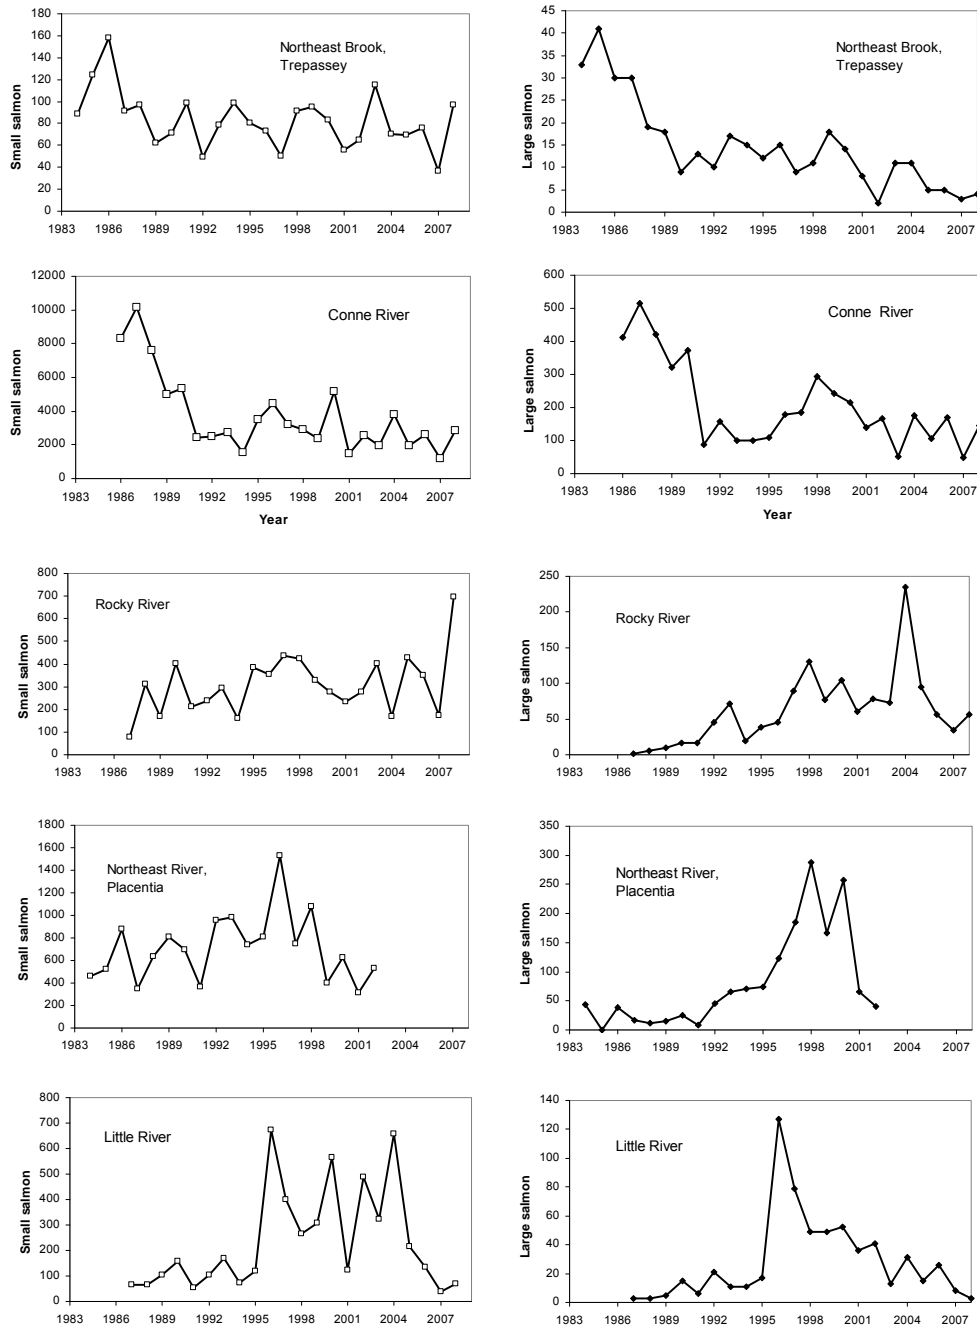 180
160
140
120
100
80
60
40
20
0
Small salmon
Northeast Brook,
Trepassey
1983 1986 1989 1992 1995 1998 2001 2004 2007
45
40
35
30
25
20
15
10
5
0
Large salmon
Northeast Brook,
Trepassey
1983 1986 1989 1992 1995 1998 2001 2004 2007
12000
10000
8000
6000
4000
2000
0
Small salmon
Conne River
1983 1986 1989 1992 1995 1998 2001 2004 2007
Year
600
500
400
300
200
100
0
Large salmon
Conne River
1983 1986 1989 1992 1995 1998 2001 2004 2007
Year
800
700
600
500
400
300
200
100
0
Small salmon
Rocky River
1983 1986 1989 1992 1995 1998 2001 2004 2007
250
200
150
100
50
0
Large salmon
Rocky River
1983 1986 1989 1992 1995 1998 2001 2004 2007
1800
1600
1400
1200
1000
800
600
400
200
0
Small salmon
Northeast River,
Placentia
1983 1986 1989 1992 1995 1998 2001 2004 2007
350
300
250
200
150
100
50
0
Large salmon
Northeast River,
Placentia
1983 1986 1989 1992 1995 1998 2001 2004 2007
800
700
600
500
400
300
200
100
0
Small salmon
Little River
1983 1986 1989 1992 1995 1998 2001 2004 2007
140
120
100
80
60
40
20
0
Large salmon
Little River
1983 1986 1989 1992 1995 1998 2001 2004 2007